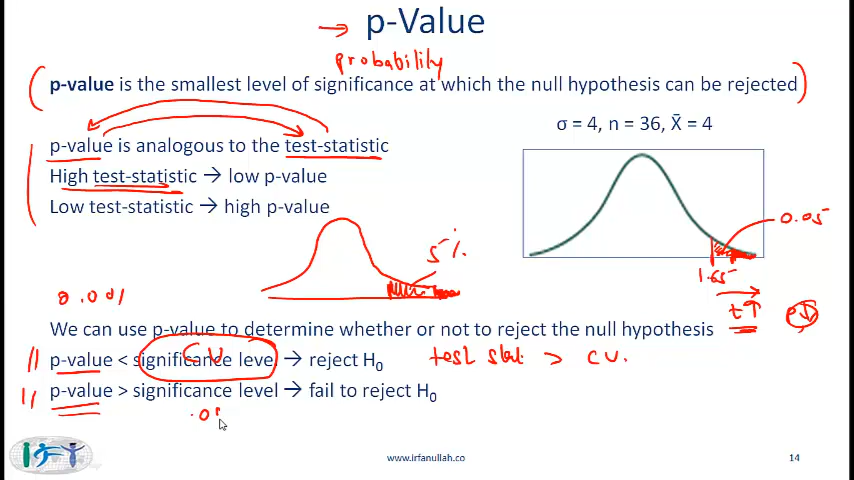 → p-Value
probability
p-value is the smallest level of significance at which the null hypothesis can be rejected
σ = 4, n = 36, X̄ = 4
p-value is analogous to the test-statistic
High test-statistic → low p-value
Low test-statistic → high p-value
0.05
5%
1.65
t↑
p↓
We can use p-value to determine whether or not to reject the null hypothesis
p-value < significance level → reject H₀
CV
test stat > CV.
p-value > significance level → fail to reject H₀
www.irfanullah.co
14